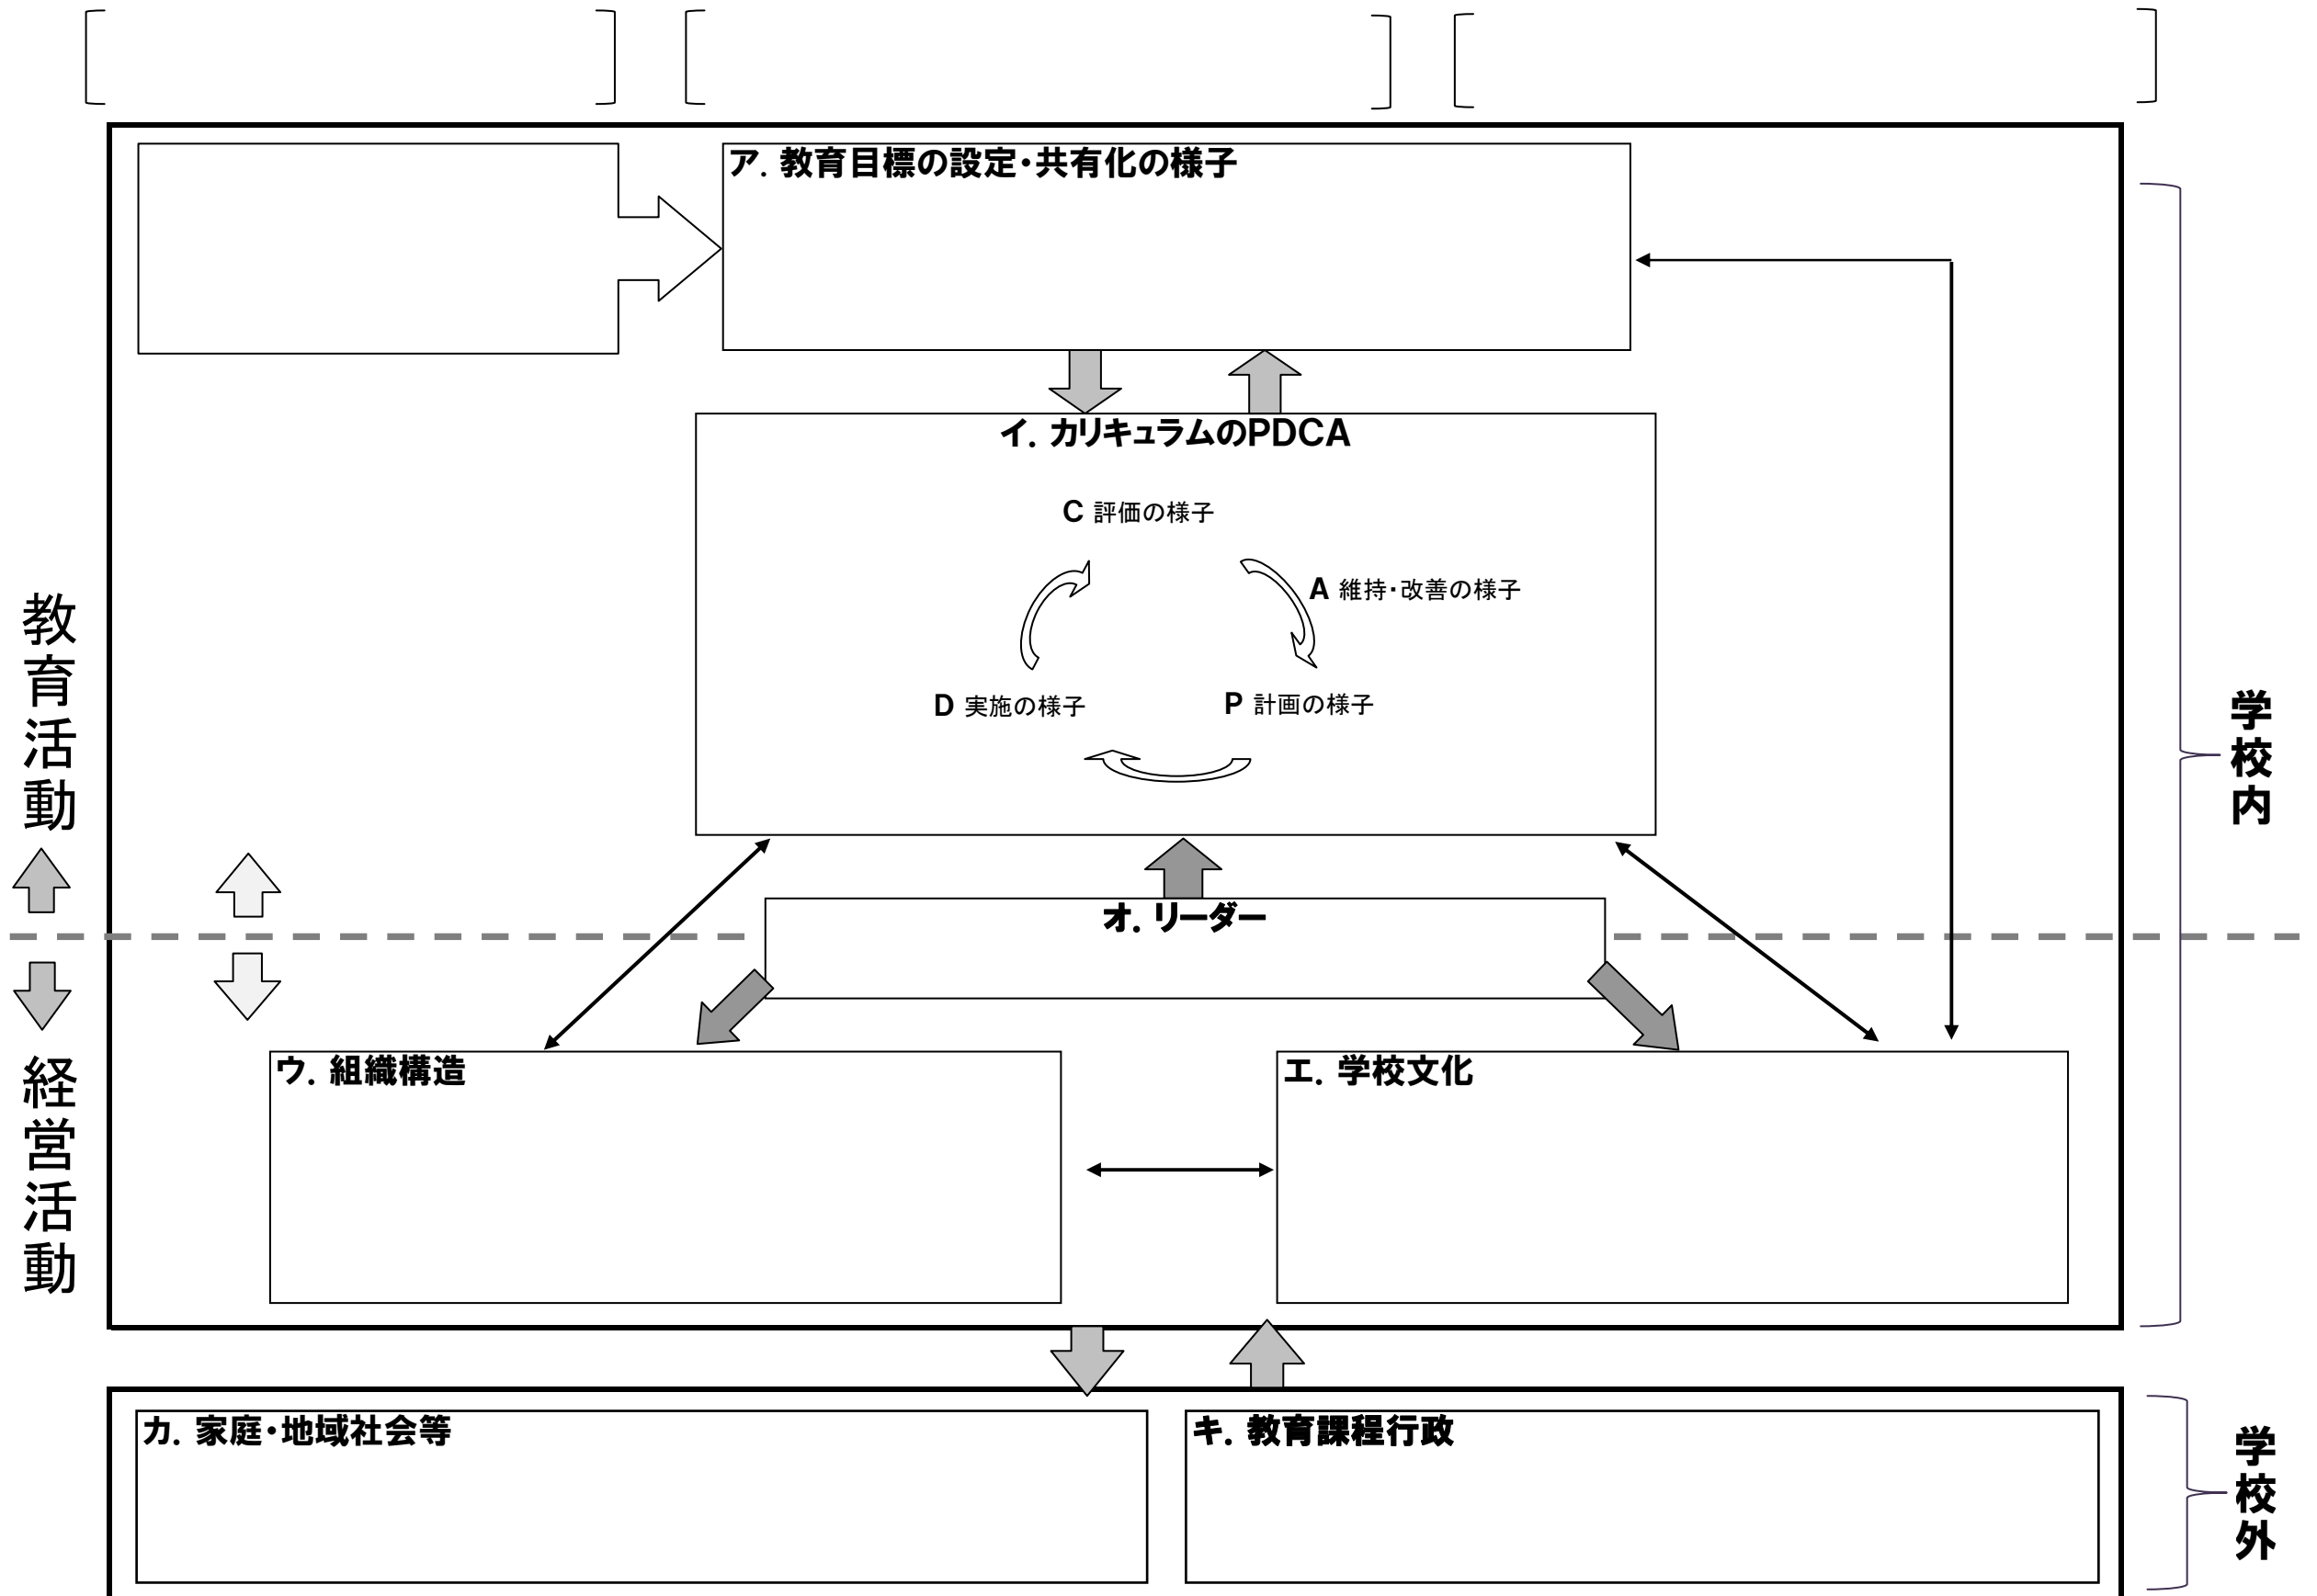 ア．教育目標の設定・共有化の様子
イ．カリキュラムのPDCA
C 評価の様子
A 維持・改善の様子
D 実施の様子
P 計画の様子
教育活動
学校内
オ．リーダー
経営活動
ウ．組織構造
エ．学校文化
カ．家庭・地域社会等
キ．教育課程行政
学校外